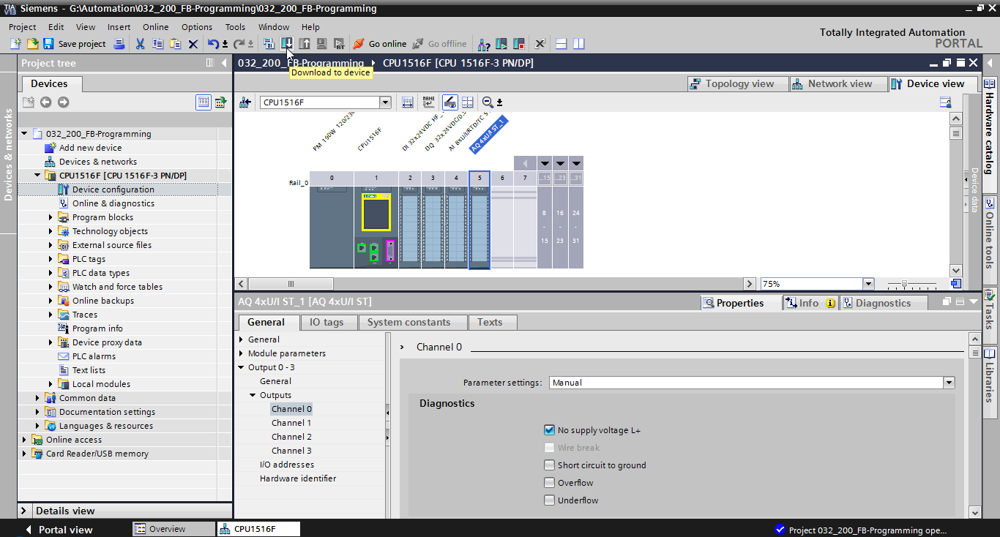 TIA V13 Siemens - G:\Automation\032_200_FB-Programming\032_200_FB-Programming
Project Edit View Insert Online Options Tools Window Help
Totally Integrated Automation
PORTAL
Save project Go online Go offline
Project tree
032_200_FB-Programming CPU1516F [CPU 1516F-3 PN/DP]
Download to device
Devices
Topology view Network view Device view
CPU1516F
032_200_FB-Programming
Add new device
Devices & networks
CPU1516F [CPU 1516F-3 PN/DP]
Device configuration
Online & diagnostics
Program blocks
Technology objects
External source files
PLC tags
PLC data types
Watch and force tables
Online backups
Traces
Program info
Device proxy data
PLC alarms
Text lists
Local modules
Common data
Documentation settings
Languages & resources
Online access
Card Reader/USB memory
Details view
Devices & networks
PM 190W 120/230
CPU1516F
DI 32x24VDC HF_
DQ 32x24VDC/0.
AI 8xU/I/RTD/TC S
AQ 4xU/I ST_1
Rail_0
0 1 2 3 4 5 6 7 ...15 ...23 ...31
8 16 24
- - -
15 23 31
75%
Device data
AQ 4xU/I ST_1 [AQ 4xU/I ST]
Properties Info Diagnostics
General IO tags System constants Texts
General
Module parameters
Output 0 - 3
General
Outputs
Channel 0
Channel 1
Channel 2
Channel 3
I/O addresses
Hardware identifier
Channel 0
Parameter settings: Manual
Diagnostics
No supply voltage L+
Wire break
Short circuit to ground
Overflow
Underflow
Hardware catalog
Online tools
Tasks
Libraries
Portal view Overview CPU1516F Project 032_200_FB-Programming ope...